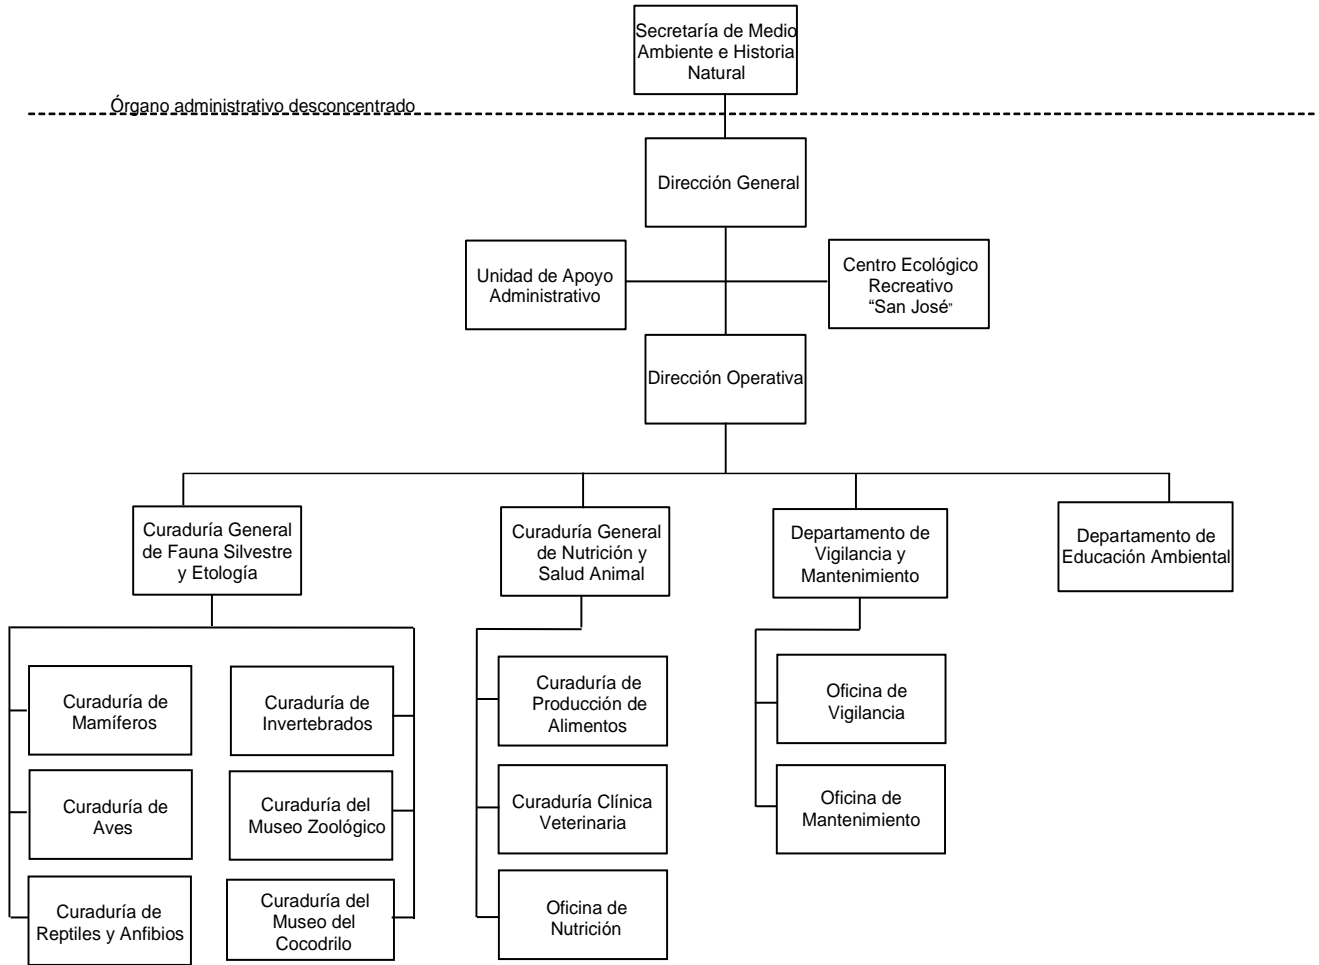 Secretaría de Medio
Ambiente e Historia
Natural
Órgano administrativo desconcentrado
Dirección General
Unidad de Apoyo
Administrativo
Centro Ecológico
Recreativo
“San José”
Dirección Operativa
Curaduría General
de Fauna Silvestre
y Etología
Curaduría General
de Nutrición y
Salud Animal
Departamento de
Vigilancia y
Mantenimiento
Departamento de
Educación Ambiental
Curaduría de
Mamíferos
Curaduría de
Invertebrados
Curaduría de
Producción de
Alimentos
Oficina de
Vigilancia
Curaduría de
Aves
Curaduría del
Museo Zoológico
Curaduría Clínica
Veterinaria
Oficina de
Mantenimiento
Curaduría de
Reptiles y Anfibios
Curaduría del
Museo del
Cocodrilo
Oficina de
Nutrición